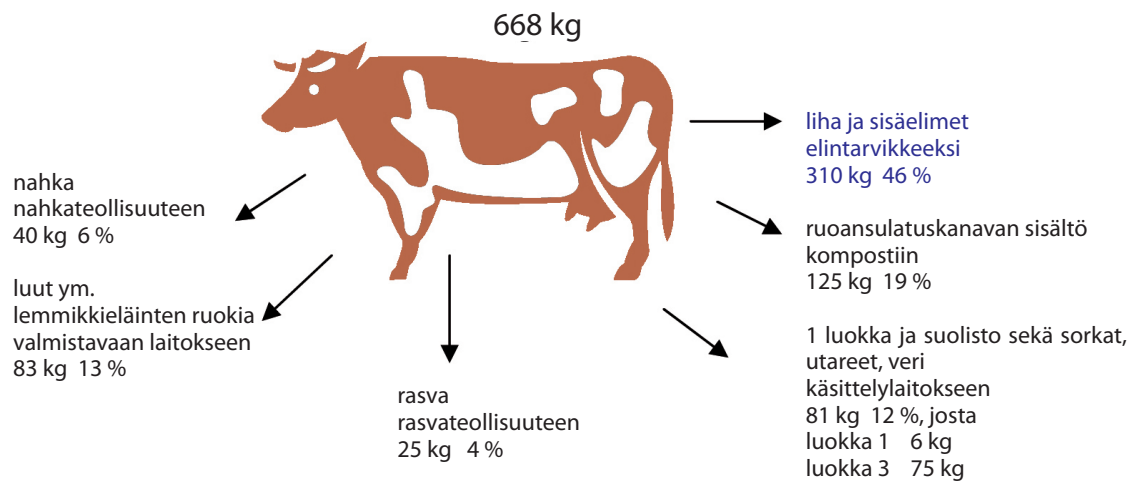 668 kg
nahka
nahkateollisuuteen
40 kg 6 %
luut ym.
lemmikkieläinten ruokia
valmistavaan laitokseen
83 kg 13 %
rasva
rasvateollisuuteen
25 kg 4 %
liha ja sisäelimet
elintarvikkeeksi
310 kg 46 %
ruoansulatuskanavan sisältö
kompostiin
125 kg 19 %
1 luokka ja suolisto sekä sorkat,
utareet, veri
käsittelylaitokseen
81 kg 12 %, josta
luokka 1 6 kg
luokka 3 75 kg